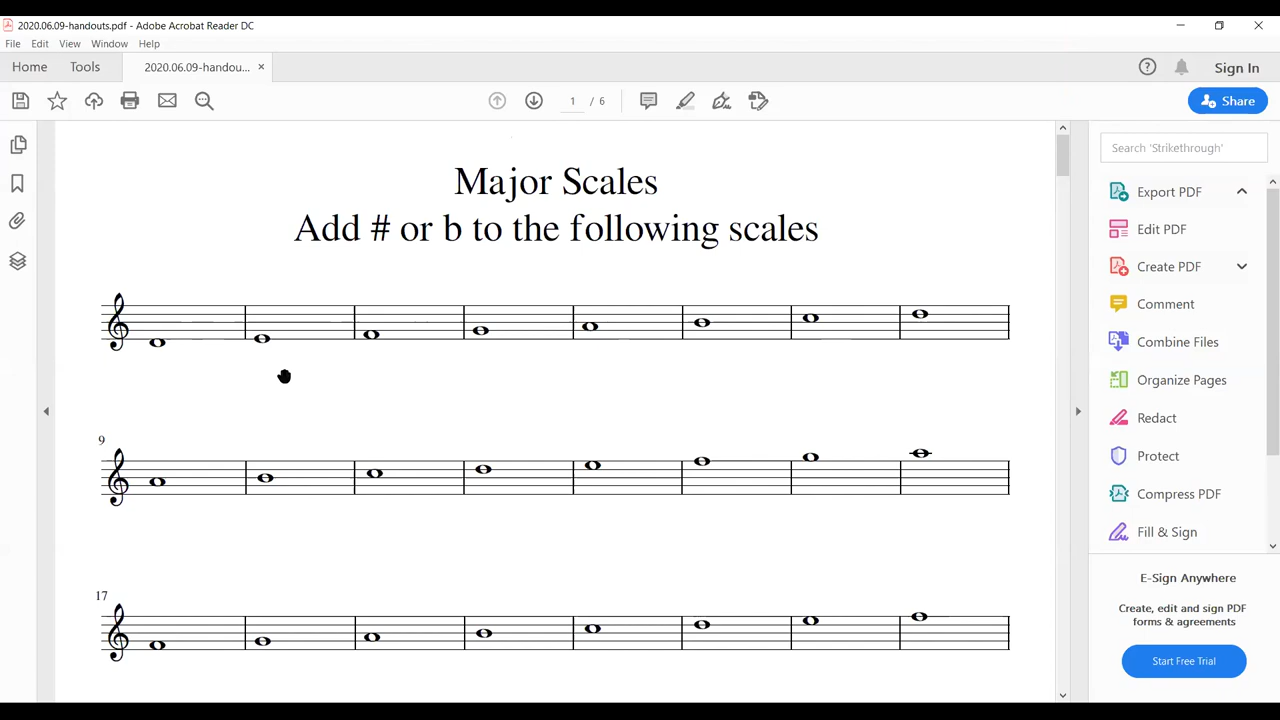 2020.06.09-handouts.pdf - Adobe Acrobat Reader DC
File Edit View Window Help
Home Tools 2020.06.09-handou... × Sign In
1 / 6 Share
Major Scales
Add # or b to the following scales
9
17
Search 'Strikethrough'
Export PDF
Edit PDF
Create PDF
Comment
Combine Files
Organize Pages
Redact
Protect
Compress PDF
Fill & Sign
E-Sign Anywhere
Create, edit and sign PDF
forms & agreements
Start Free Trial